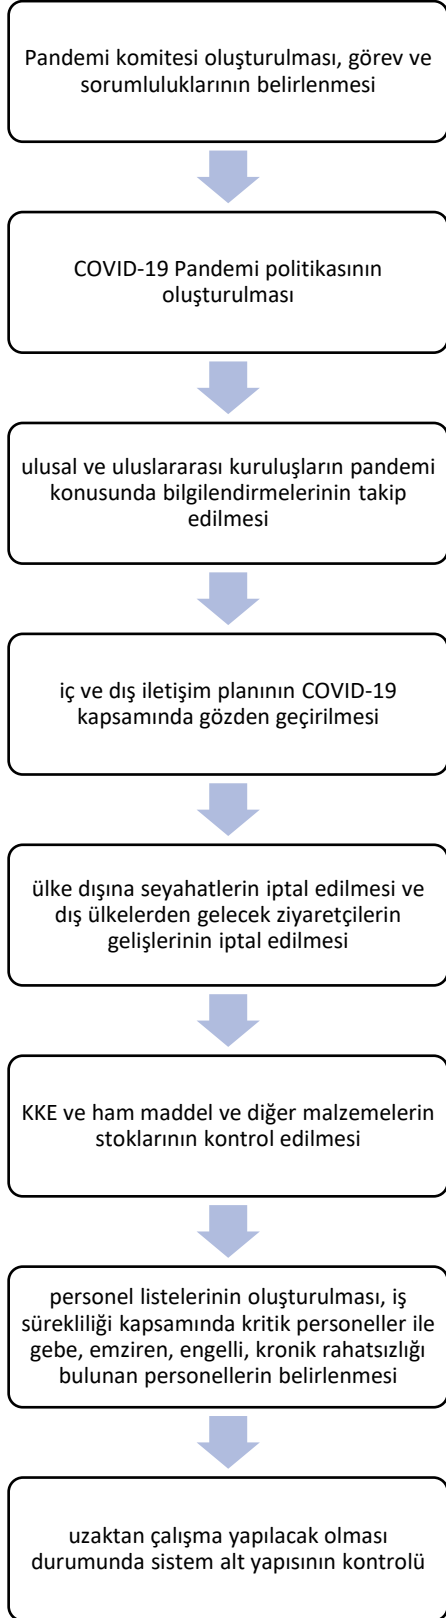 Pandemi komitesi oluşturulması, görev ve
sorumluluklarının belirlenmesi
COVID-19 Pandemi politikasının
oluşturulması
ulusal ve uluslararası kuruluşların pandemi
konusunda bilgilendirmelerinin takip
edilmesi
iç ve dış iletişim planının COVID-19
kapsamında gözden geçirilmesi
ülke dışına seyahatlerin iptal edilmesi ve
dış ülkelerden gelecek ziyaretçilerin
gelişlerinin iptal edilmesi
KKE ve ham maddel ve diğer malzemelerin
stoklarının kontrol edilmesi
personel listelerinin oluşturulması, iş
sürekliliği kapsamında kritik personeller ile
gebe, emziren, engelli, kronik rahatsızlığı
bulunan personellerin belirlenmesi
uzaktan çalışma yapılacak olması
durumunda sistem alt yapısının kontrolü